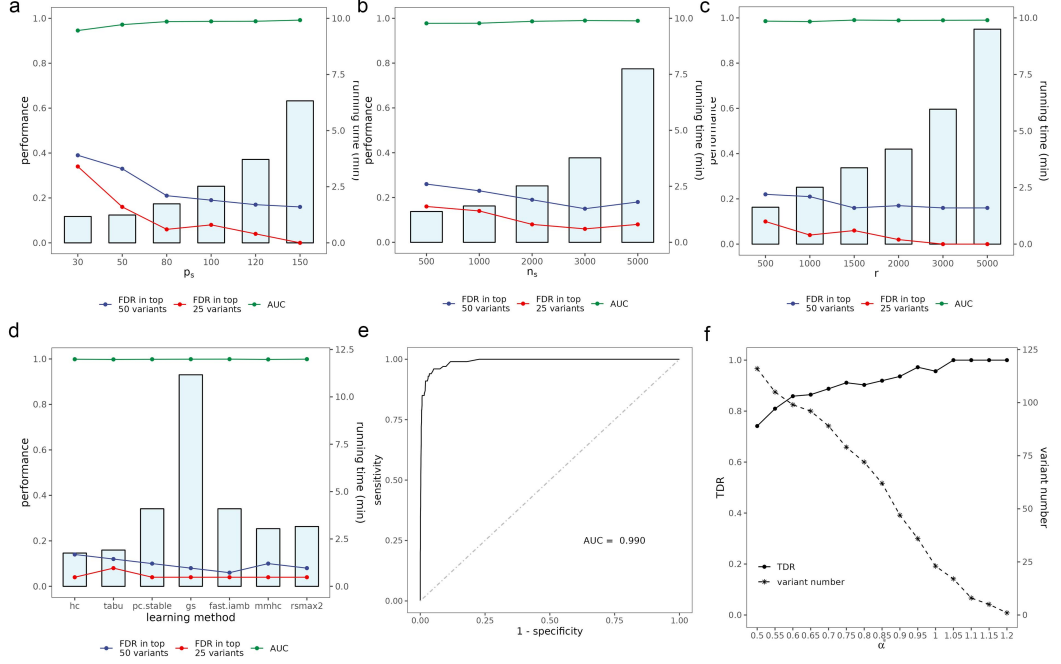 a
b
c
1.0
0.8
0.6
0.4
0.2
0.0
performance
10.0
7.5
5.0
2.5
0.0
running time (min)
30 50 80 100 120 150
p_s
FDR in top 50 variants
FDR in top 25 variants
AUC
1.0
0.8
0.6
0.4
0.2
0.0
performance
10.0
7.5
5.0
2.5
0.0
running time (min)
500 1000 2000 3000 5000
n_s
FDR in top 50 variants
FDR in top 25 variants
AUC
1.0
0.8
0.6
0.4
0.2
0.0
performance
10.0
7.5
5.0
2.5
0.0
running time (min)
500 1000 1500 2000 3000 5000
r
FDR in top 50 variants
FDR in top 25 variants
AUC
d
e
f
1.0
0.8
0.6
0.4
0.2
0.0
performance
12.5
10.0
7.5
5.0
2.5
0.0
running time (min)
hc tabu pc.stable gs fast.iamb mmhc rsmax2
learning method
FDR in top 50 variants
FDR in top 25 variants
AUC
1.00
0.75
0.50
0.25
0.00
sensitivity
AUC = 0.990
0.00 0.25 0.50 0.75 1.00
1 - specificity
1.0
0.8
0.6
0.4
0.2
0.0
TDR
125
100
75
50
25
0
variant number
TDR
variant number
0.5 0.55 0.6 0.65 0.7 0.75 0.8 0.85 0.9 0.95 1 1.05 1.1 1.15 1.2
α